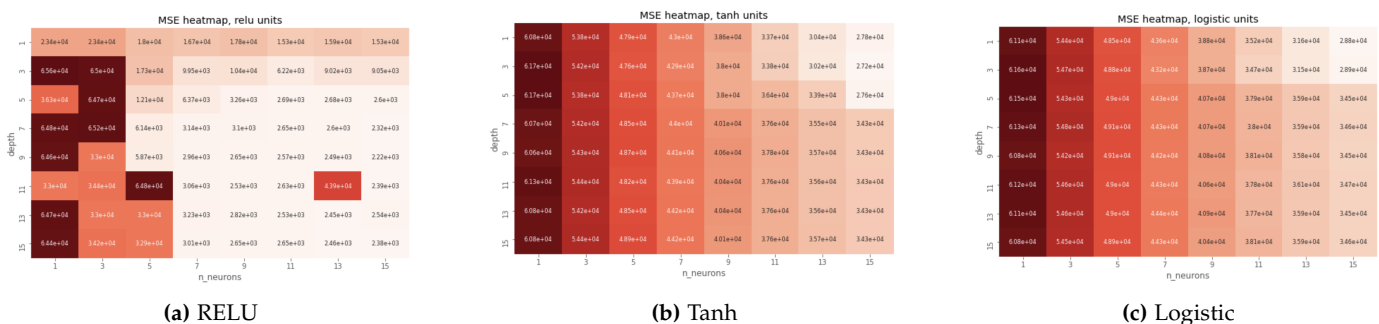 MSE heatmap, relu units
depth
1 2.34e+04 2.34e+04 1.8e+04 1.67e+04 1.78e+04 1.53e+04 1.59e+04 1.53e+04
3 6.56e+04 6.5e+04 1.73e+04 9.95e+03 1.04e+04 6.22e+03 9.02e+03 9.05e+03
5 3.63e+04 6.47e+04 1.21e+04 6.37e+03 3.26e+03 2.69e+03 2.68e+03 2.6e+03
7 6.48e+04 6.52e+04 6.14e+03 3.14e+03 3.1e+03 2.65e+03 2.6e+03 2.32e+03
9 6.46e+04 3.3e+04 5.87e+03 2.96e+03 2.65e+03 2.57e+03 2.49e+03 2.22e+03
11 3.3e+04 3.44e+04 6.48e+04 3.06e+03 2.53e+03 2.63e+03 4.39e+04 2.39e+03
13 6.47e+04 3.3e+04 3.3e+04 3.23e+03 2.82e+03 2.53e+03 2.45e+03 2.54e+03
15 6.44e+04 3.42e+04 3.29e+04 3.01e+03 2.65e+03 2.65e+03 2.46e+03 2.38e+03
1 3 5 7 9 11 13 15
n_neurons
(a) RELU
MSE heatmap, tanh units
depth
1 6.08e+04 5.38e+04 4.79e+04 4.3e+04 3.86e+04 3.37e+04 3.04e+04 2.78e+04
3 6.17e+04 5.42e+04 4.76e+04 4.29e+04 3.8e+04 3.38e+04 3.02e+04 2.72e+04
5 6.17e+04 5.38e+04 4.81e+04 4.37e+04 3.8e+04 3.64e+04 3.39e+04 2.76e+04
7 6.07e+04 5.42e+04 4.85e+04 4.4e+04 4.01e+04 3.76e+04 3.55e+04 3.43e+04
9 6.06e+04 5.43e+04 4.87e+04 4.41e+04 4.06e+04 3.78e+04 3.57e+04 3.43e+04
11 6.13e+04 5.44e+04 4.82e+04 4.39e+04 4.04e+04 3.76e+04 3.56e+04 3.43e+04
13 6.08e+04 5.42e+04 4.85e+04 4.42e+04 4.04e+04 3.76e+04 3.56e+04 3.43e+04
15 6.08e+04 5.44e+04 4.89e+04 4.42e+04 4.01e+04 3.76e+04 3.57e+04 3.43e+04
1 3 5 7 9 11 13 15
n_neurons
(b) Tanh
MSE heatmap, logistic units
depth
1 6.11e+04 5.44e+04 4.85e+04 4.36e+04 3.88e+04 3.52e+04 3.16e+04 2.88e+04
3 6.16e+04 5.47e+04 4.88e+04 4.32e+04 3.87e+04 3.47e+04 3.15e+04 2.89e+04
5 6.15e+04 5.43e+04 4.9e+04 4.43e+04 4.07e+04 3.79e+04 3.59e+04 3.45e+04
7 6.13e+04 5.48e+04 4.91e+04 4.43e+04 4.07e+04 3.8e+04 3.59e+04 3.46e+04
9 6.08e+04 5.42e+04 4.91e+04 4.42e+04 4.08e+04 3.81e+04 3.58e+04 3.45e+04
11 6.12e+04 5.46e+04 4.9e+04 4.43e+04 4.06e+04 3.78e+04 3.61e+04 3.47e+04
13 6.11e+04 5.46e+04 4.9e+04 4.44e+04 4.09e+04 3.77e+04 3.59e+04 3.45e+04
15 6.08e+04 5.45e+04 4.89e+04 4.43e+04 4.04e+04 3.81e+04 3.59e+04 3.46e+04
1 3 5 7 9 11 13 15
n_neurons
(c) Logistic